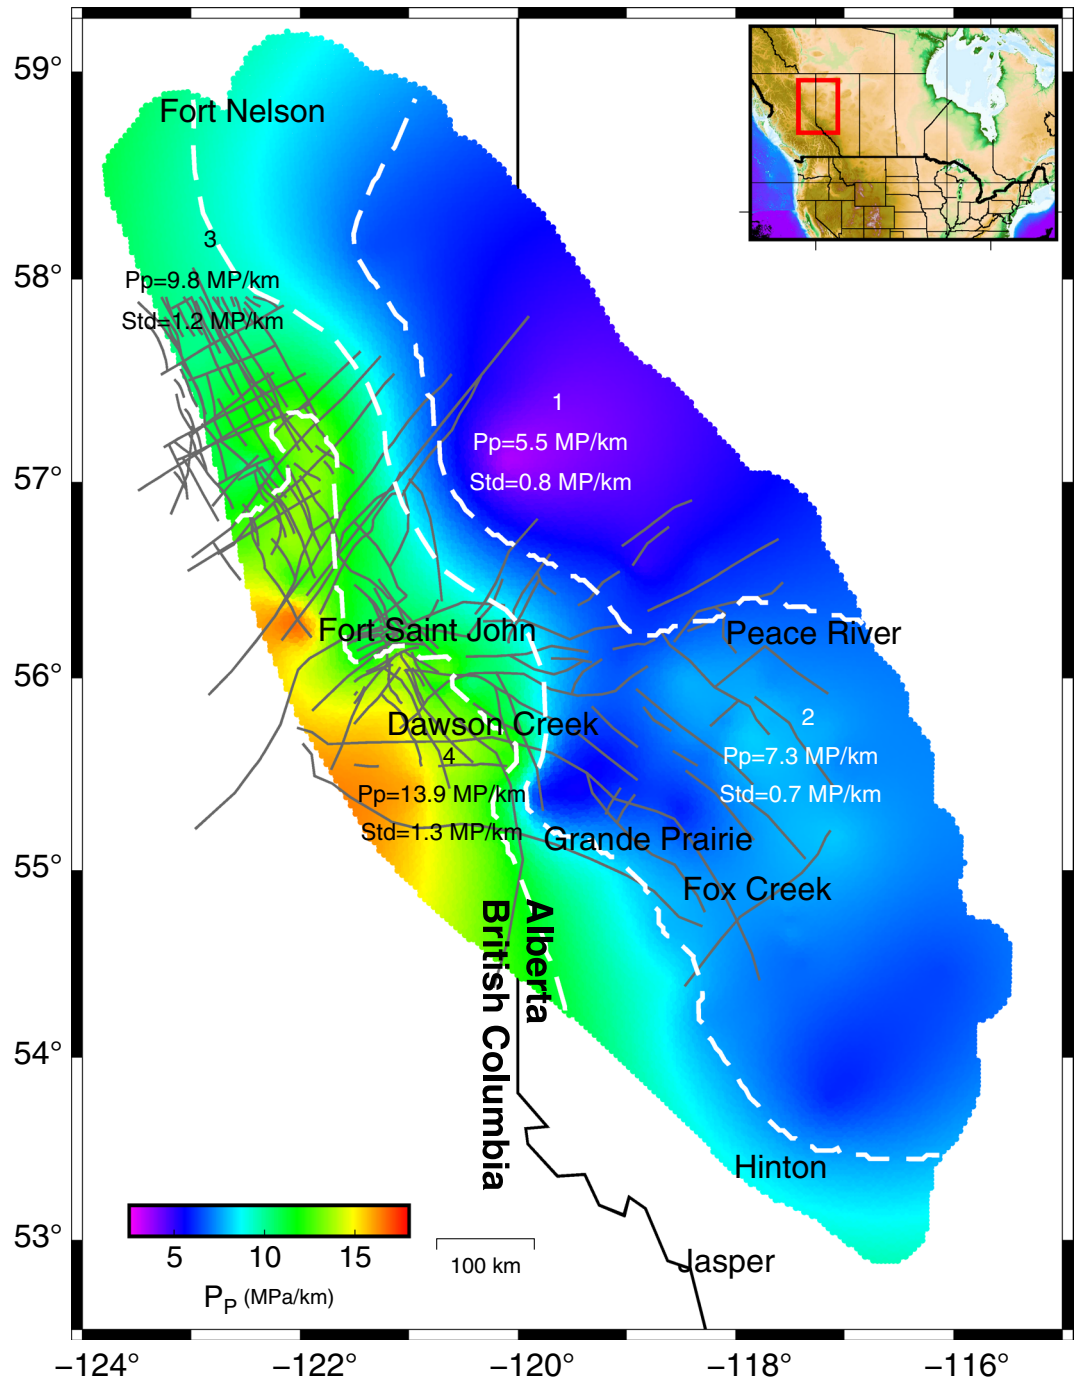 59°
58°
57°
56°
55°
54°
53°
Fort Nelson
3
Pp=9.8 MP/km
Std=1.2 MP/km
1
Pp=5.5 MP/km
Std=0.8 MP/km
Fort Saint John
Peace River
2
Pp=7.3 MP/km
Std=0.7 MP/km
Dawson Creek
4
Pp=13.9 MP/km
Std=1.3 MP/km
Grande Prairie
Fox Creek
Alberta
British Columbia
Hinton
Jasper
5 10 15
P_P (MPa/km)
100 km
−124° −122° −120° −118° −116°